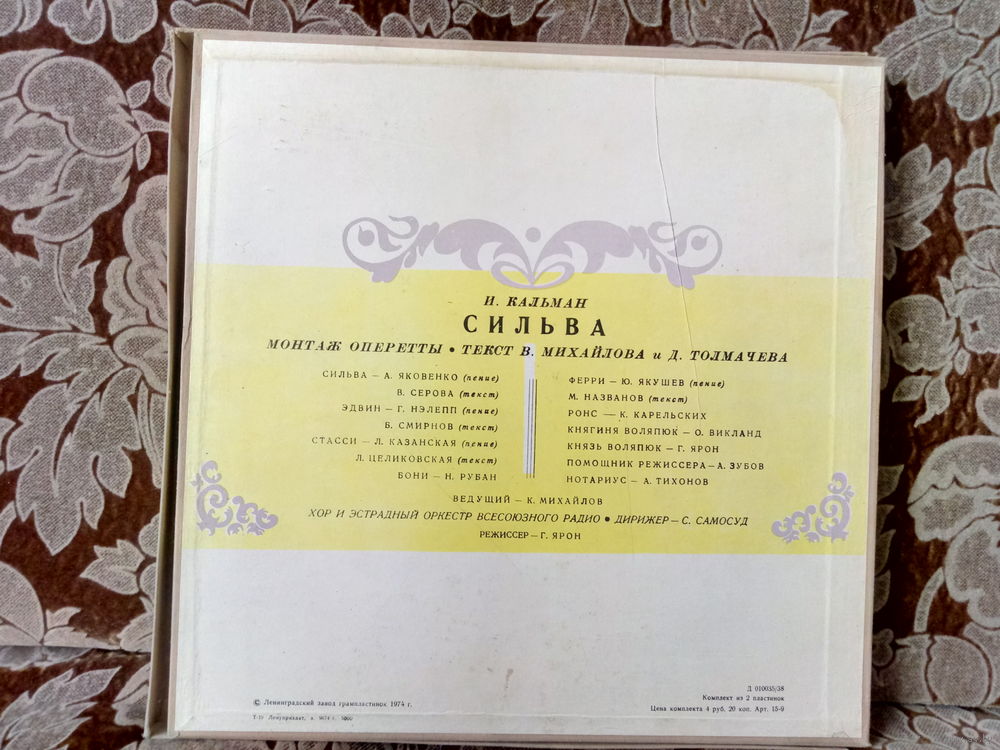 И. КАЛЬМАН
СИЛЬВА
МОНТАЖ ОПЕРЕТТЫ • ТЕКСТ В. МИХАЙЛОВА и Д. ТОЛМАЧЕВА
СИЛЬВА — А. ЯКОВЕНКО (пение)
В. СЕРОВА (текст)
ЭДВИН — Г. НЭЛЕПП (пение)
Б. СМИРНОВ (текст)
СТАССИ — Л. КАЗАНСКАЯ (пение)
Л. ЦЕЛИКОВСКАЯ (текст)
БОНИ — Н. РУБАН
ФЕРРИ — Ю. ЯКУШЕВ (пение)
М. НАЗВАНОВ (текст)
РОНС — К. КАРЕЛЬСКИХ
КНЯГИНЯ ВОЛЯПЮК — О. ВИКЛАНД
КНЯЗЬ ВОЛЯПЮК — Г. ЯРОН
ПОМОЩНИК РЕЖИССЕРА — А. ЗУБОВ
НОТАРИУС — А. ТИХОНОВ
ВЕДУЩИЙ — К. МИХАЙЛОВ
ХОР И ЭСТРАДНЫЙ ОРКЕСТР ВСЕСОЮЗНОГО РАДИО • ДИРИЖЕР — С. САМОСУД
РЕЖИССЕР — Г. ЯРОН
Д 010035/38
Комплект из 2 пластинок
Цена комплекта 4 руб. 20 коп. Арт. 15-9
© Ленинградский завод грампластинок 1974 г.
з. 9674 г. 5000